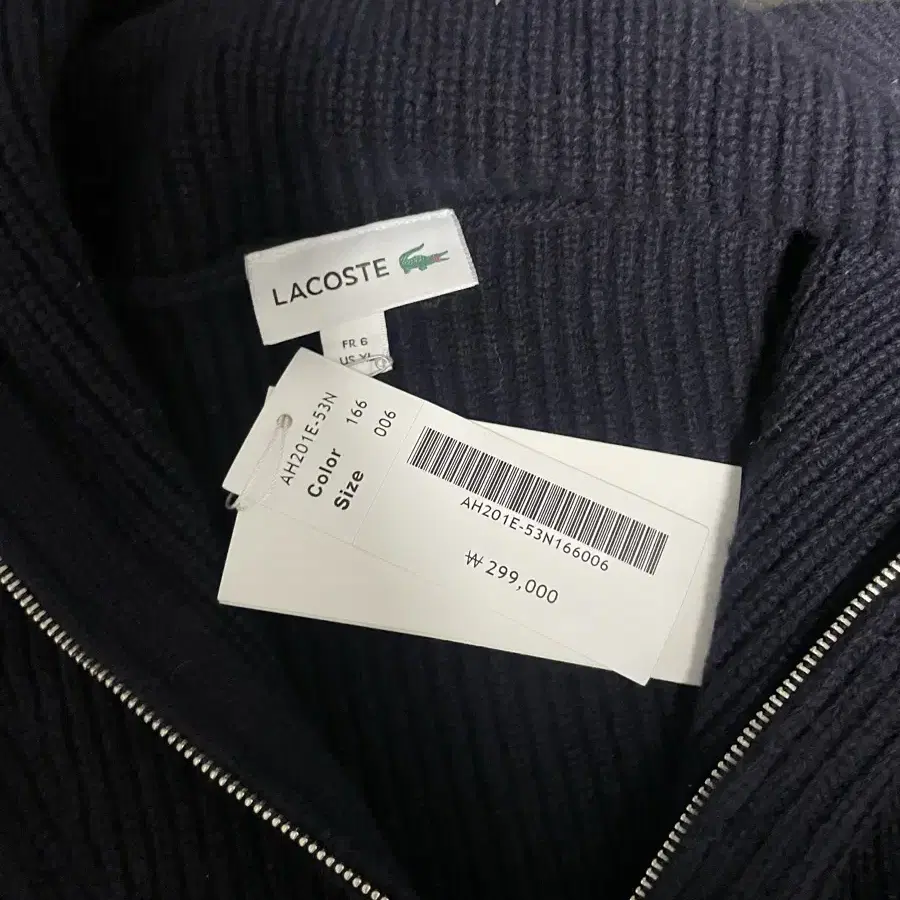 LACOSTE
FR 6
US XL
AH201E-53N
Color 166
Size 006
AH201E-53N166006
₩ 299,000